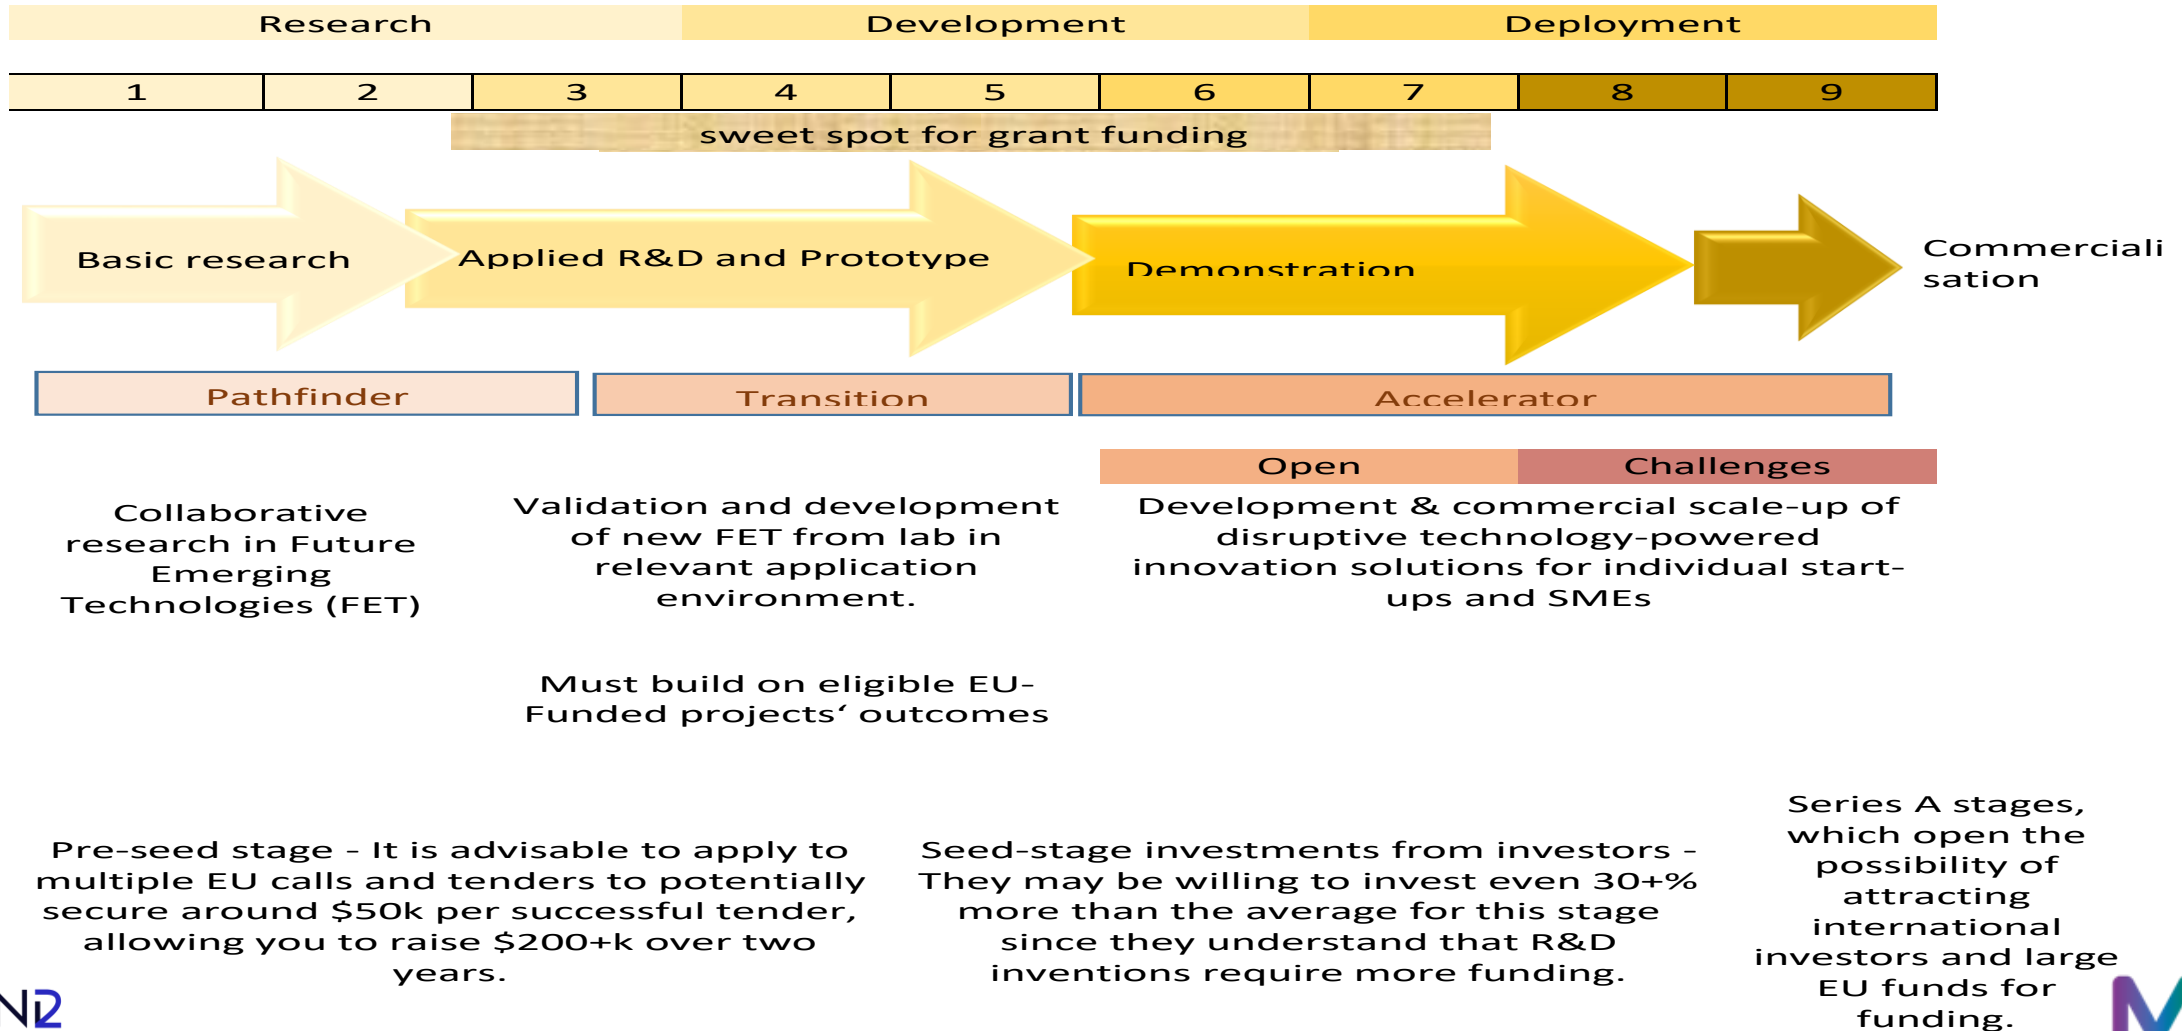 Research
Development
Deployment
1
2
3
4
5
6
7
8
9
sweet spot for grant funding
Basic research
Applied R&D and Prototype
Demonstration
Commerciali
sation
Pathfinder
Transition
Accelerator
Open
Challenges
Collaborative
research in Future
Emerging
Technologies (FET)
Validation and development
of new FET from lab in
relevant application
environment.
Must build on eligible EU-
Funded projects‘ outcomes
Development & commercial scale-up of
disruptive technology-powered
innovation solutions for individual start-
ups and SMEs
Pre-seed stage - It is advisable to apply to
multiple EU calls and tenders to potentially
secure around $50k per successful tender,
allowing you to raise $200+k over two
years.
Seed-stage investments from investors -
They may be willing to invest even 30+%
more than the average for this stage
since they understand that R&D
inventions require more funding.
Series A stages,
which open the
possibility of
attracting
international
investors and large
EU funds for
funding.